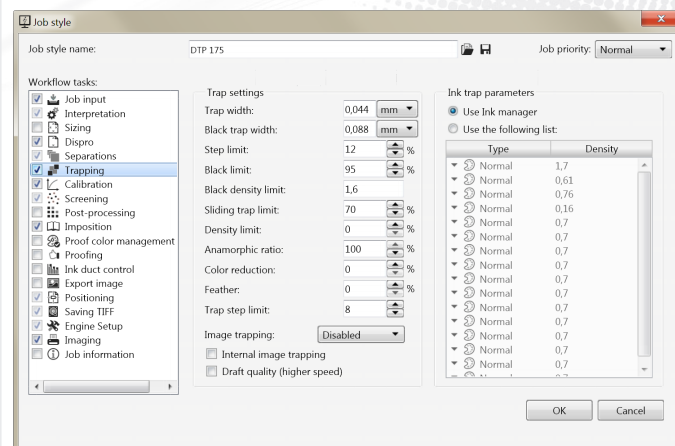 Job style
Job style name:
DTP 175
Job priority:
Normal
Workflow tasks:
Job input
Interpretation
Sizing
Dispro
Separations
Trapping
Calibration
Screening
Post-processing
Imposition
Proof color management
Proofing
Ink duct control
Export image
Positioning
Saving TIFF
Engine Setup
Imaging
Job information
Trap settings
Trap width: 0,044 mm
Black trap width: 0,088 mm
Step limit: 12 %
Black limit: 95 %
Black density limit: 1,6
Sliding trap limit: 70 %
Density limit: 0 %
Anamorphic ratio: 100 %
Color reduction: 0 %
Feather: 0 %
Trap step limit: 8
Image trapping: Disabled
Internal image trapping
Draft quality (higher speed)
Ink trap parameters
Use Ink manager
Use the following list:
Type Density
Normal 1,7
Normal 0,61
Normal 0,76
Normal 0,16
Normal 0,7
Normal 0,7
Normal 0,7
Normal 0,7
Normal 0,7
Normal 0,7
Normal 0,7
Normal 0,7
Normal 0,7
Normal 0,7
Normal 0,7
OK Cancel